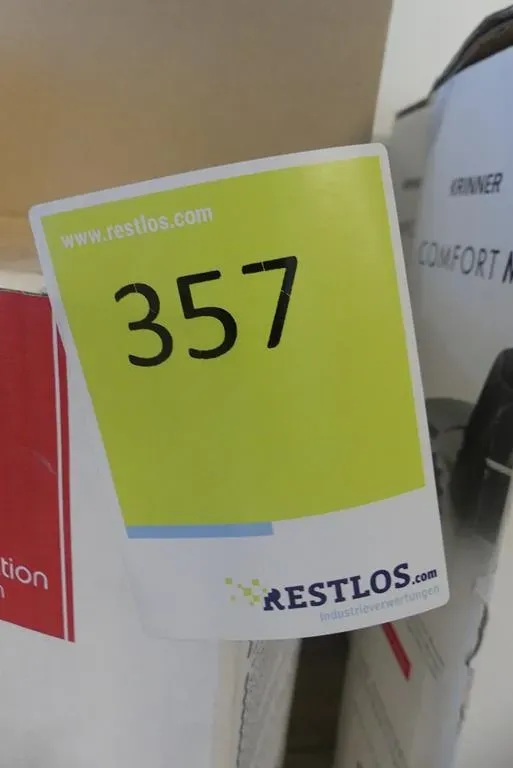 www.restlos.com
357
RESTLOS.com
Industrieverwertungen
KRINNER
COMFORT
tion